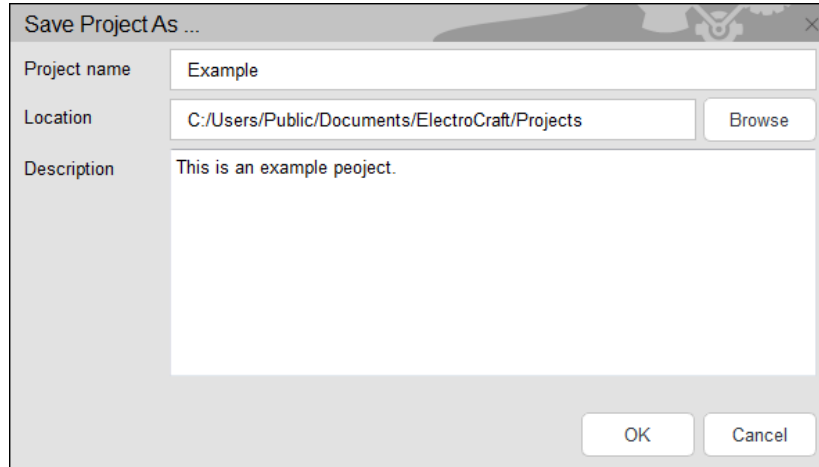 Save Project As ...
Project name Example
Location C:/Users/Public/Documents/ElectroCraft/Projects Browse
Description This is an example peoject.
OK Cancel